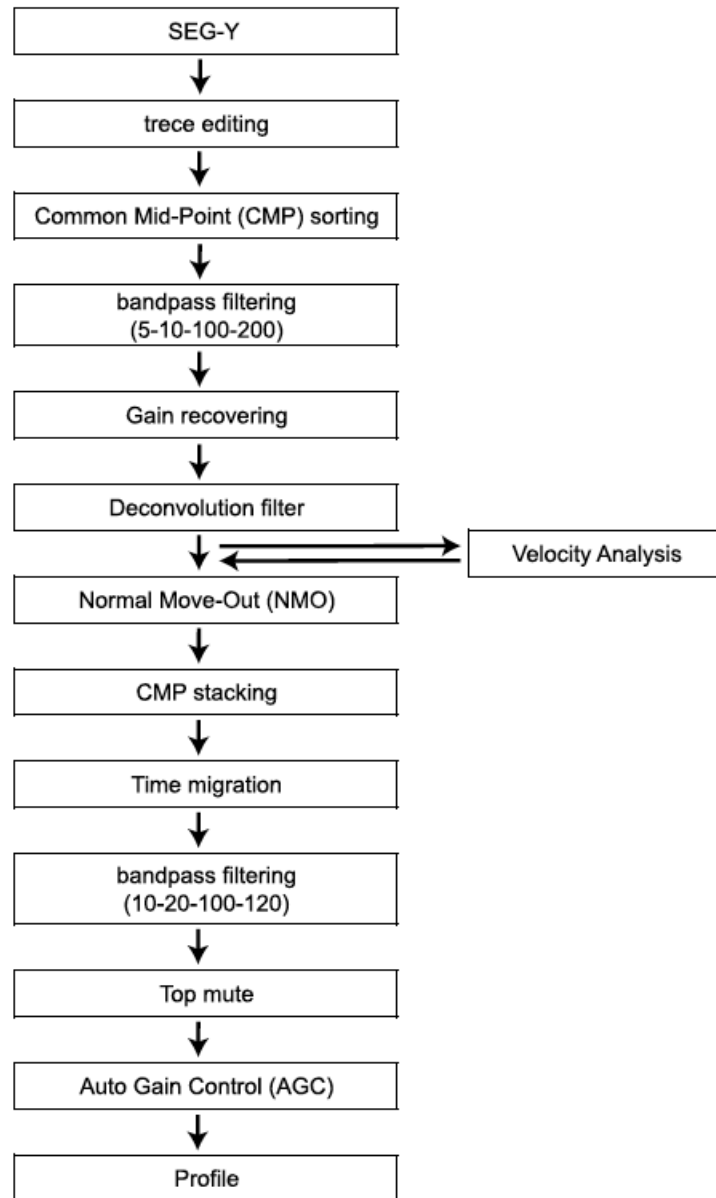 SEG-Y
trece editing
Common Mid-Point (CMP) sorting
bandpass filtering
(5-10-100-200)
Gain recovering
Deconvolution filter
Velocity Analysis
Normal Move-Out (NMO)
CMP stacking
Time migration
bandpass filtering
(10-20-100-120)
Top mute
Auto Gain Control (AGC)
Profile